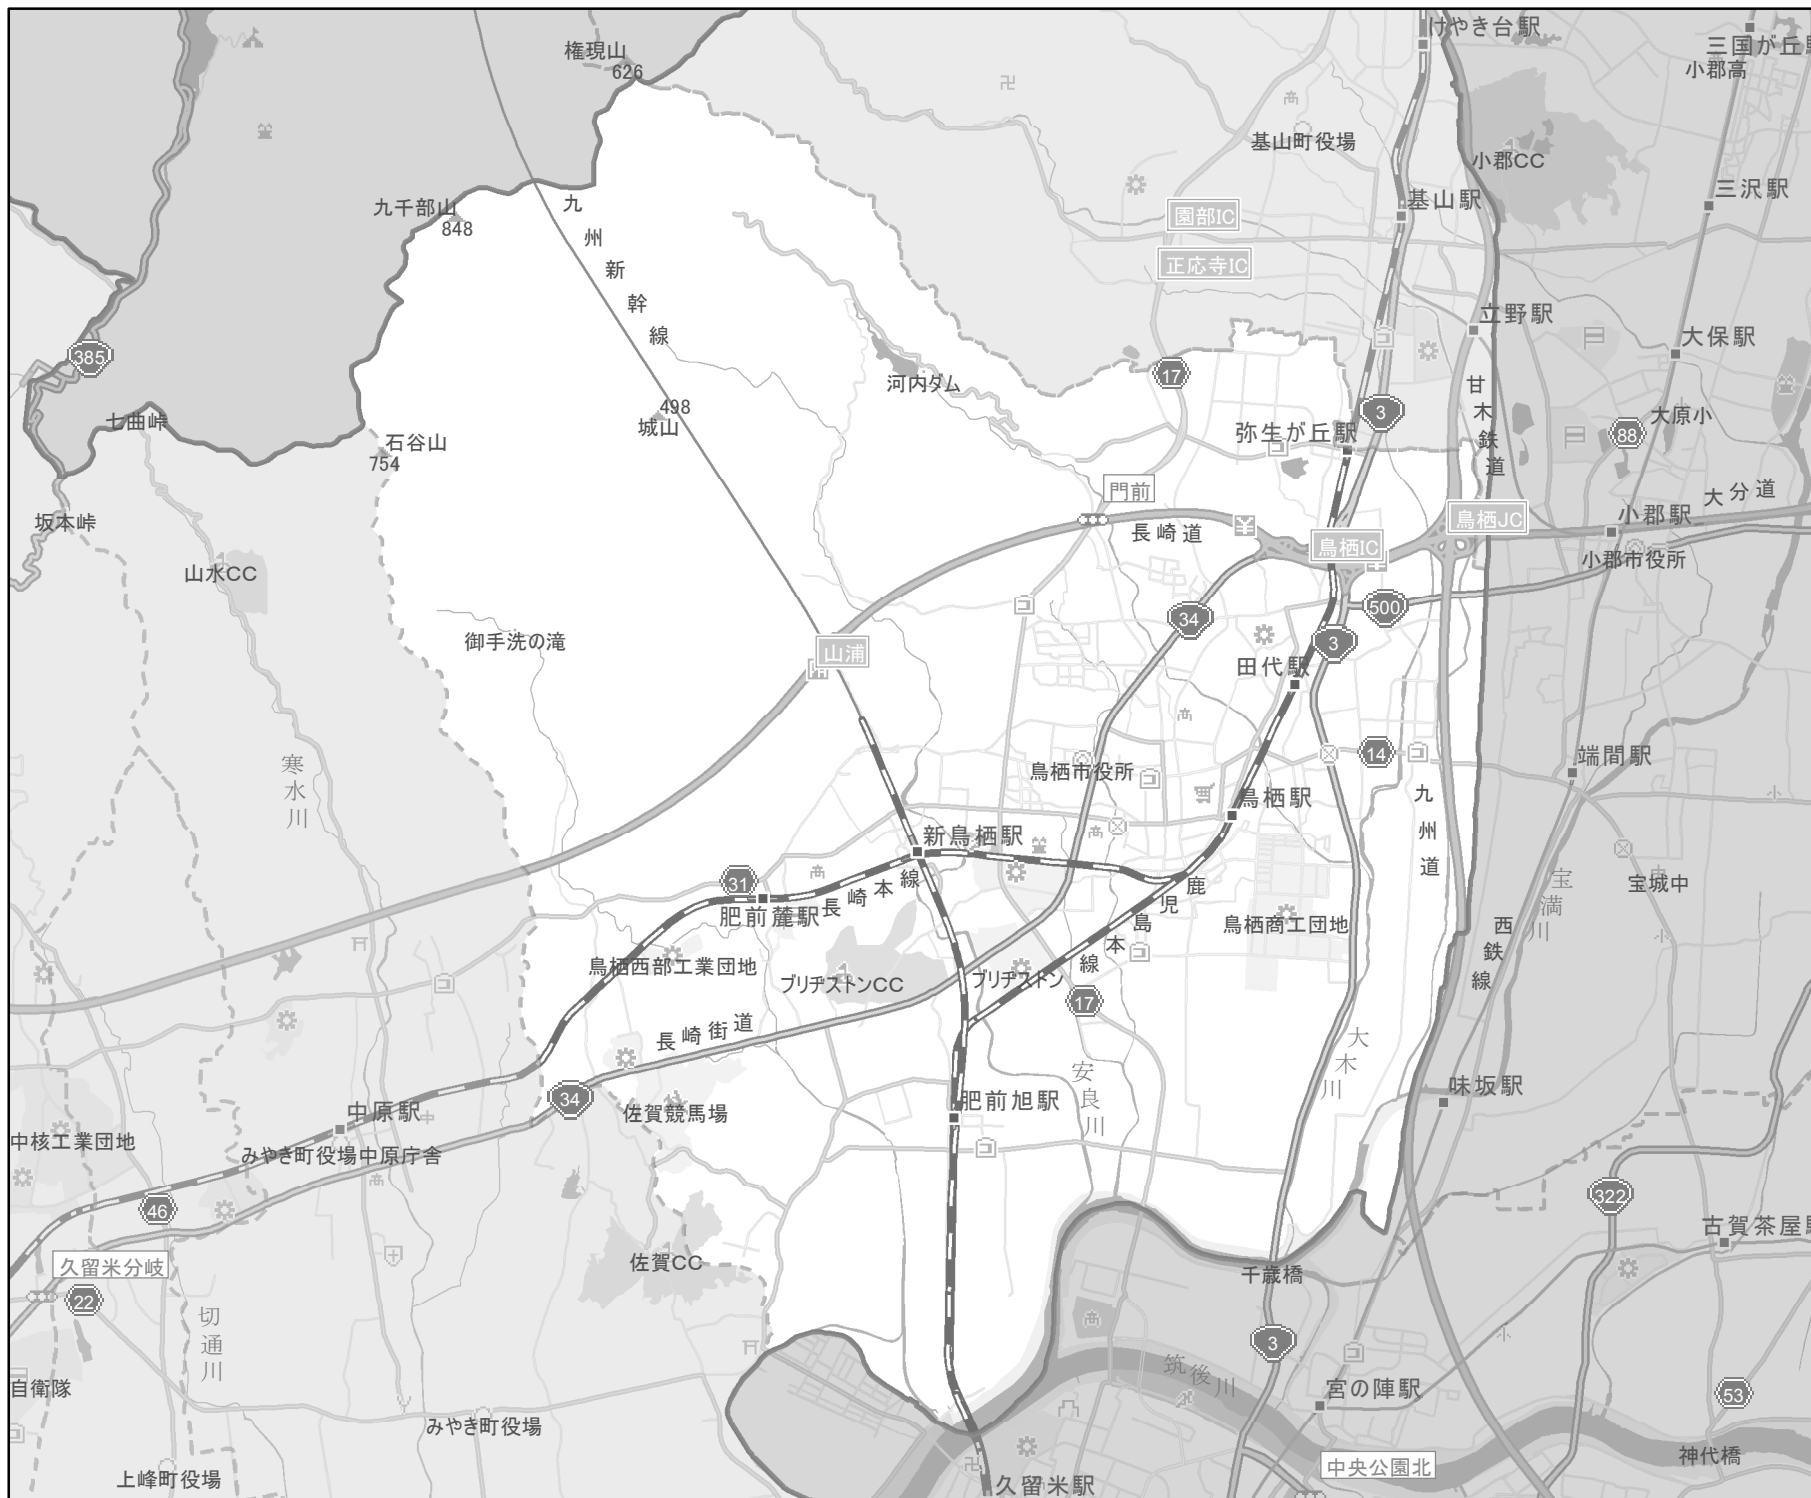 けやき台駅
三国が丘駅
小郡高
権現山
626
基山町役場
小郡CC
三沢駅
基山駅
園部IC
正応寺IC
九千部山
848
九州新幹線
立野駅
大保駅
385
河内ダム
17
甘木鉄道
3
498
城山
七曲峠
石谷山
754
弥生が丘駅
大原小
88
門前
大分道
坂本峠
長崎道
鳥栖JC
小郡駅
鳥栖IC
小郡市役所
山水CC
34
500
御手洗の滝
3
山浦
田代駅
寒水川
14
端間駅
鳥栖市役所
九州道
鳥栖駅
新鳥栖駅
31
肥前麓駅
長崎本線
鹿児島本線
宝満川
宝城中
鳥栖商工団地
西鉄線
鳥栖西部工業団地
ブリヂストンCC
ブリヂストン
17
長崎街道
大木川
安良川
味坂駅
34
佐賀競馬場
肥前旭駅
中原駅
中核工業団地
みやき町役場中原庁舎
46
322
古賀茶屋駅
久留米分岐
佐賀CC
千歳橋
22
切通川
3
筑後川
自衛隊
宮の陣駅
53
みやき町役場
神代橋
上峰町役場
中央公園北
久留米駅